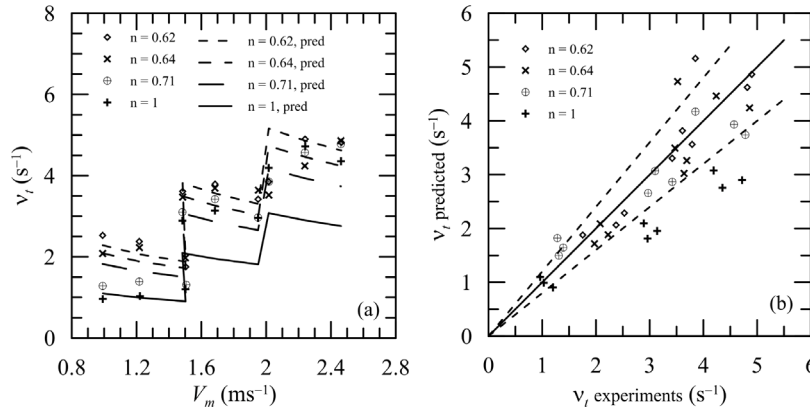 8
6
4
2
0
ν_t (s⁻¹)
n = 0.62
n = 0.64
n = 0.71
n = 1
n = 0.62, pred
n = 0.64, pred
n = 0.71, pred
n = 1, pred
(a)
0.8 1.2 1.6 2 2.4 2.8
V_m (ms⁻¹)
6
5
4
3
2
1
0
ν_t predicted (s⁻¹)
n = 0.62
n = 0.64
n = 0.71
n = 1
(b)
0 1 2 3 4 5 6
ν_t experiments (s⁻¹)